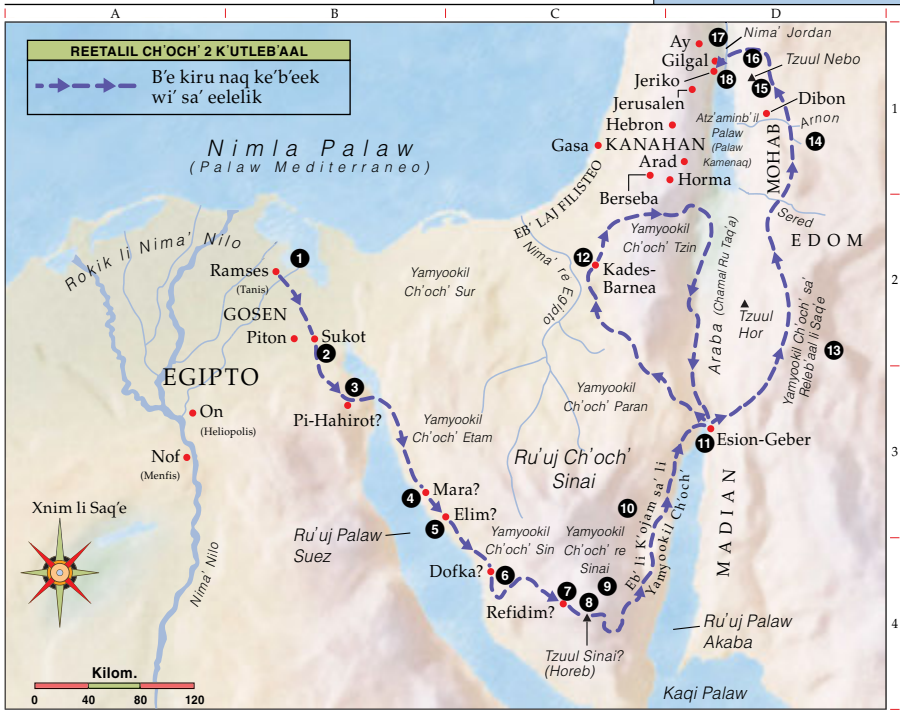 A
B
C
D
REETALIL CH'OCH' 2 K'UTLEB'AAL
B'e kiru naq ke'b'eek
wi' sa' eelelik
Nimla Palaw
(Palaw Mediterraneo)
17
Nima' Jordan
Ay
Gilgal
16
Tzuul Nebo
Jeriko
18
15
Jerusalen
Dibon
1
Atz'aminb'il
Palaw
(Palaw
Kamenaq)
Arnon
Hebron
14
Gasa
KANAHAN
MOHAB
Arad
Horma
Berseba
EB' LAJ FILISTEO
Sered
EDOM
Rokik li Nima' Nilo
1
Ramses
(Tanis)
GOSEN
Piton
Sukot
2
Yamyookil
Ch'och' Sur
Nima' re Egipto
Yamyookil
Ch'och' Tzin
12
Kades-
Barnea
2
Araba (Chamal Ru Taq'a)
Tzuul
Hor
Yamyookil Ch'och' sa'
Releb'aal li Saq'e
13
EGIPTO
3
Pi-Hahirot?
On
(Heliopolis)
Nof
(Menfis)
Yamyookil
Ch'och' Etam
Yamyookil
Ch'och' Paran
11
Esion-Geber
3
Ru'uj Ch'och'
Sinai
MADIAN
4
Mara?
5
Elim?
10
Eb' li K'ojam sa' li
Yamyookil Ch'och'
Xnim li Saq'e
Nima' Nilo
Ru'uj Palaw
Suez
Yamyookil
Ch'och' Sin
Yamyookil
Ch'och' re
Sinai
Dofka?
6
7
8
9
Refidim?
Tzuul Sinai?
(Horeb)
Ru'uj Palaw
Akaba
4
Kaqi Palaw
Kilom.
0
40
80
120